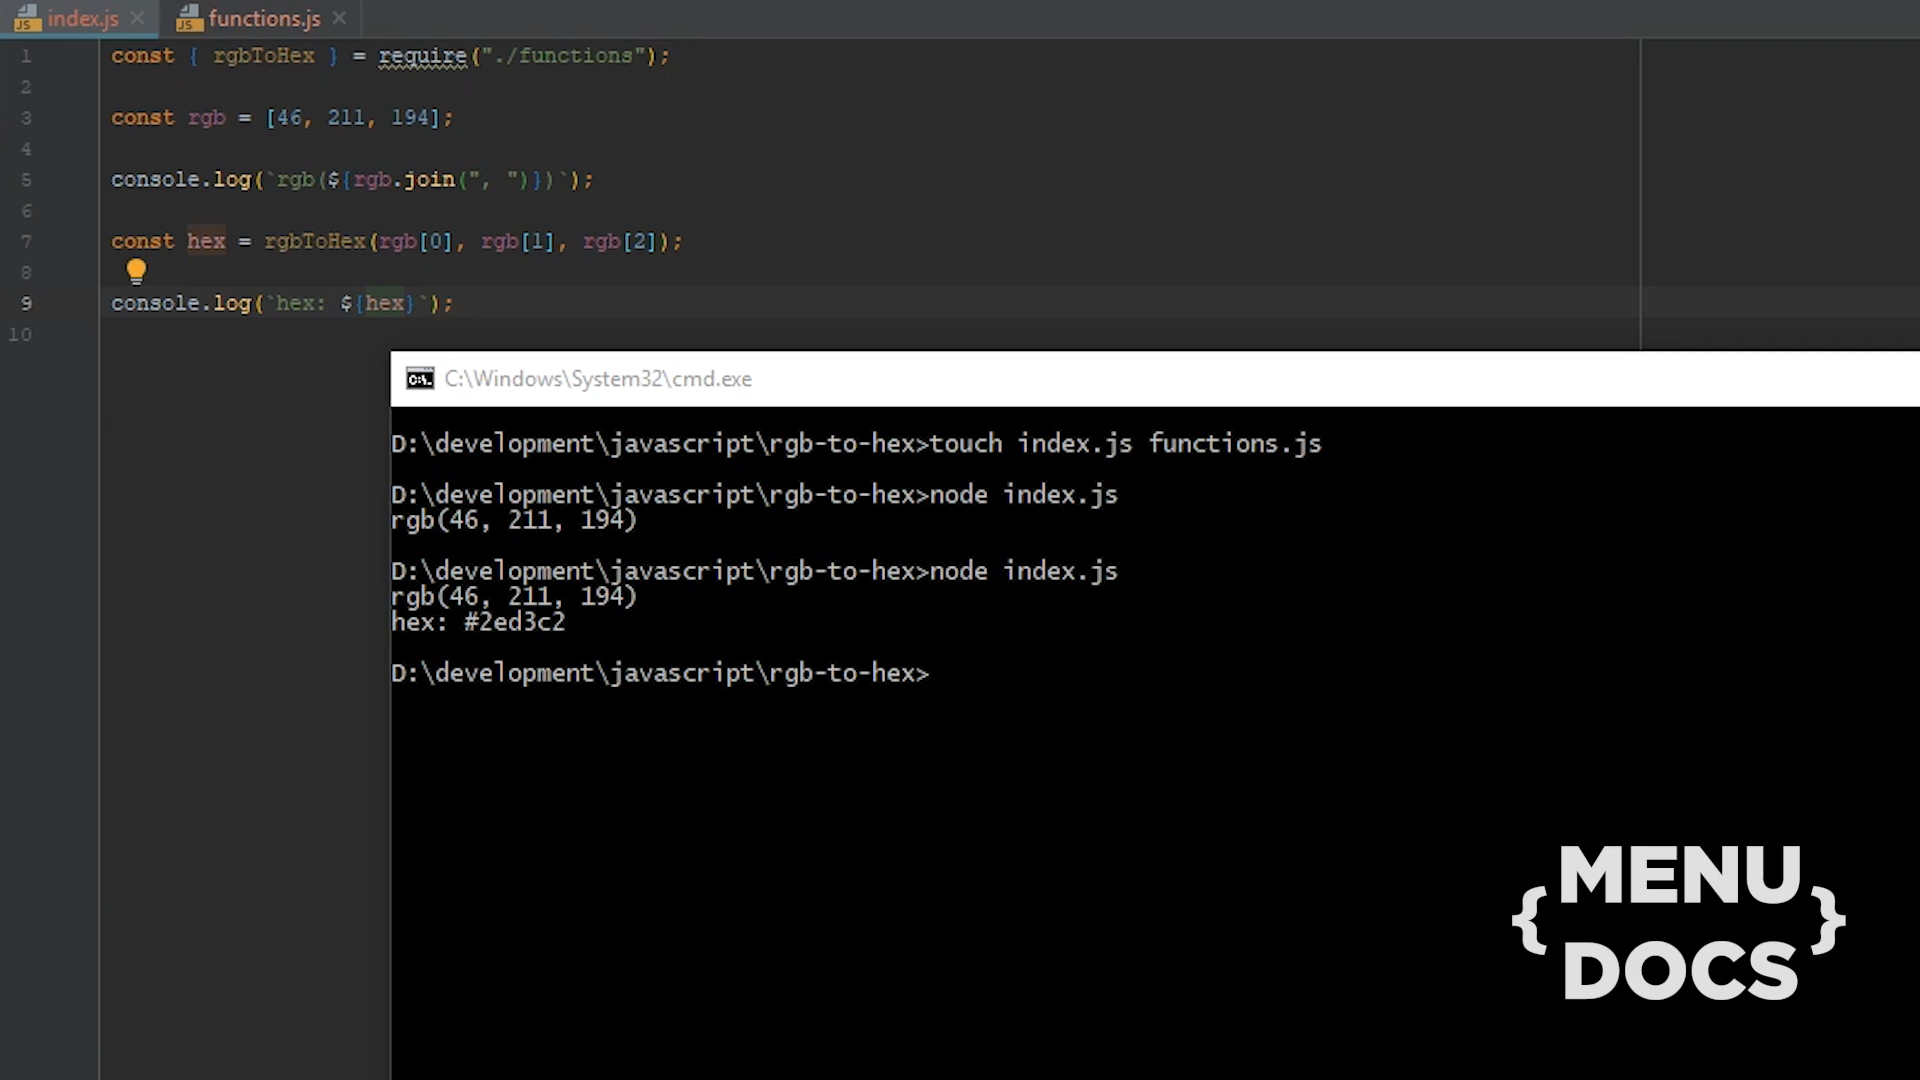 index.js functions.js
1 const { rgbToHex } = require("./functions");
2
3 const rgb = [46, 211, 194];
4
5 console.log(`rgb(${rgb.join(", ")})`);
6
7 const hex = rgbToHex(rgb[0], rgb[1], rgb[2]);
8
9 console.log(`hex: ${hex}`);
10
C:\Windows\System32\cmd.exe
D:\development\javascript\rgb-to-hex>touch index.js functions.js
D:\development\javascript\rgb-to-hex>node index.js
rgb(46, 211, 194)
D:\development\javascript\rgb-to-hex>node index.js
rgb(46, 211, 194)
hex: #2ed3c2
D:\development\javascript\rgb-to-hex>
{MENU
DOCS}